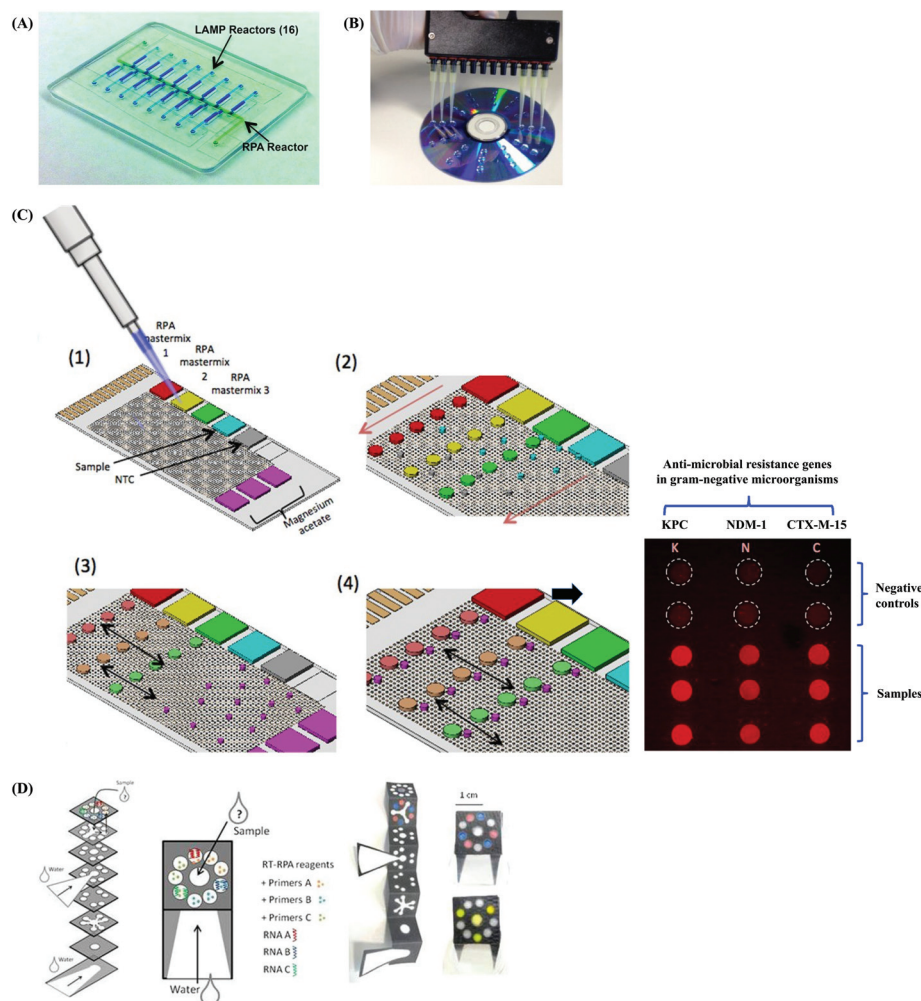 (A)
LAMP Reactors (16)
RPA Reactor
(B)
(C)
(1)
RPA
mastermix
1
RPA
mastermix
2
RPA
mastermix 3
Sample
NTC
Magnesium
acetate
(2)
(3)
(4)
Anti-microbial resistance genes
in gram-negative microorganisms
KPC
NDM-1
CTX-M-15
K
N
C
Negative
controls
Samples
(D)
Sample
?
Water
Water
?
Sample
Water
RT-RPA reagents
+ Primers A
+ Primers B
+ Primers C
RNA A
RNA B
RNA C
1 cm